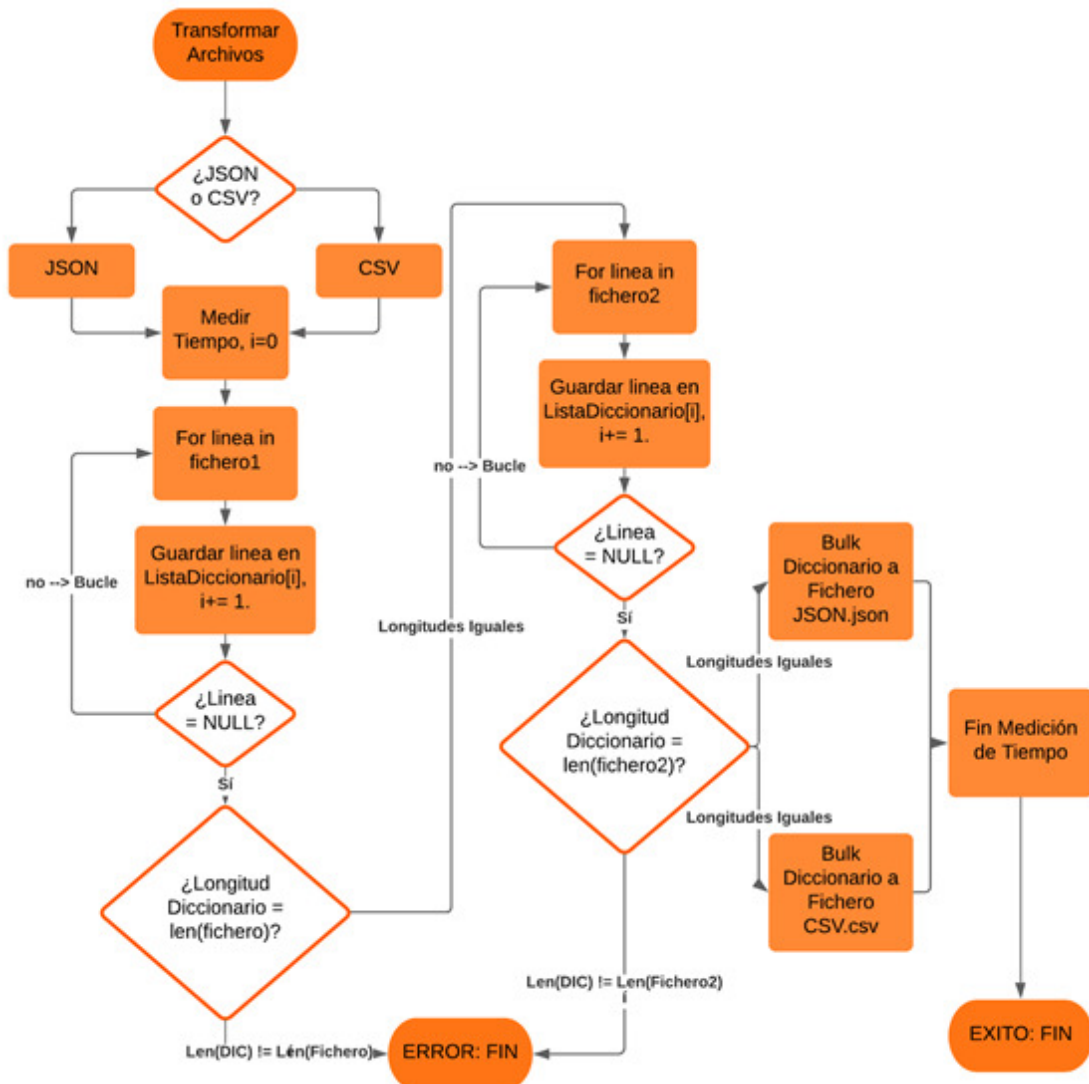 Transformar
Archivos
¿JSON
o CSV?
JSON
CSV
Medir
Tiempo, i=0
For linea in
fichero1
Guardar linea en
ListaDiccionario[i],
i+= 1.
no --> Bucle
¿Linea
= NULL?
Sí
¿Longitud
Diccionario =
len(fichero)?
Len(DIC) != Len(Fichero)
ERROR: FIN
Longitudes Iguales
For linea in
fichero2
Guardar linea en
ListaDiccionario[i],
i+= 1.
no --> Bucle
¿Linea
= NULL?
Sí
¿Longitud
Diccionario =
len(fichero2)?
Len(DIC) != Len(Fichero2)
Longitudes Iguales
Bulk
Diccionario a
Fichero
JSON.json
Longitudes Iguales
Bulk
Diccionario a
Fichero
CSV.csv
Fin Medición
de Tiempo
EXITO: FIN